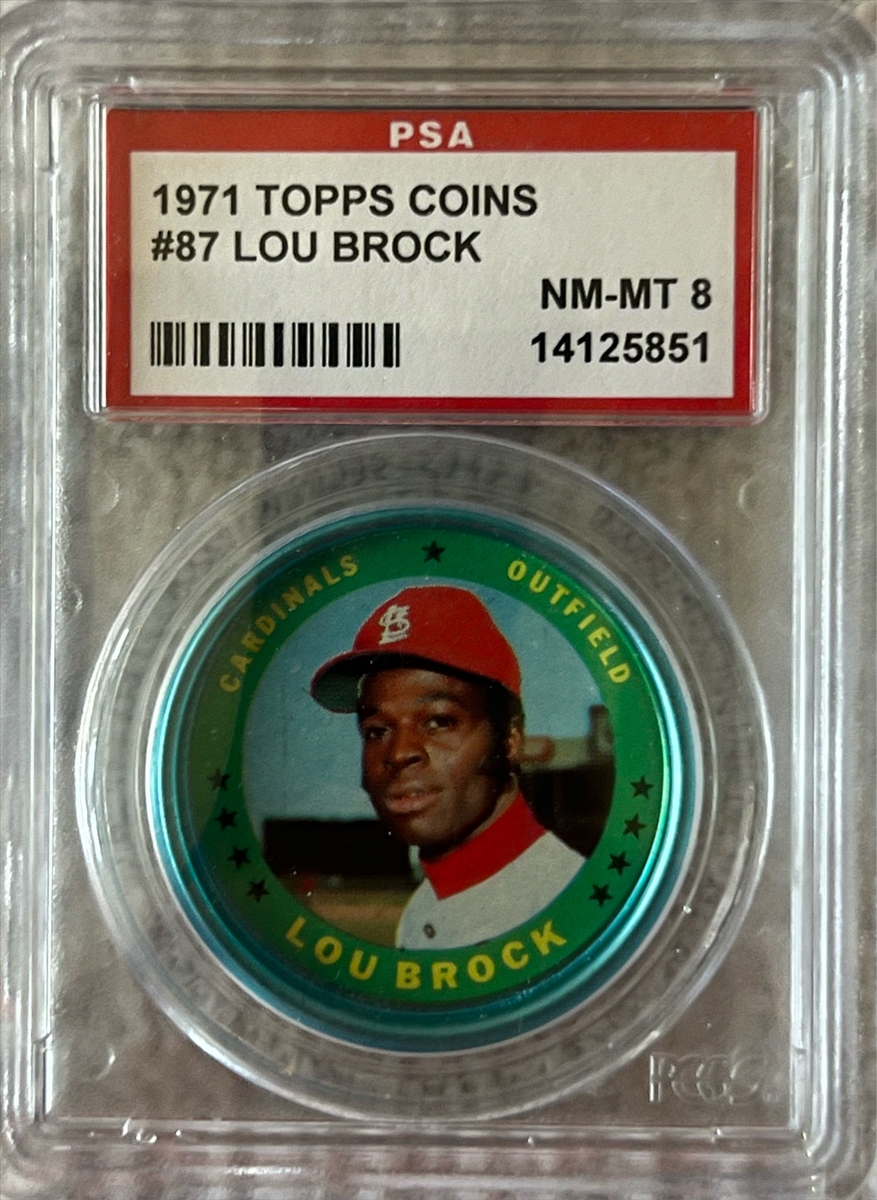 PSA
1971 TOPPS COINS
#87 LOU BROCK
NM-MT 8
14125851
CARDINALS ★ OUTFIELD
StL
LOU BROCK
PCGS